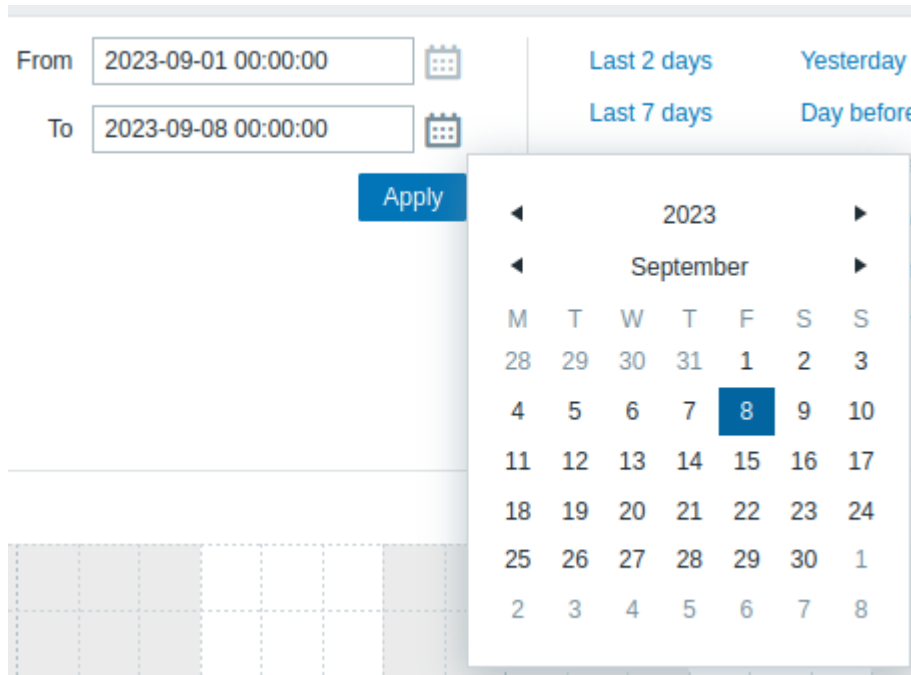 From 2023-09-01 00:00:00 Last 2 days Yesterday
To 2023-09-08 00:00:00 Last 7 days Day before
Apply
2023
September
M T W T F S S
28 29 30 31 1 2 3
4 5 6 7 8 9 10
11 12 13 14 15 16 17
18 19 20 21 22 23 24
25 26 27 28 29 30 1
2 3 4 5 6 7 8